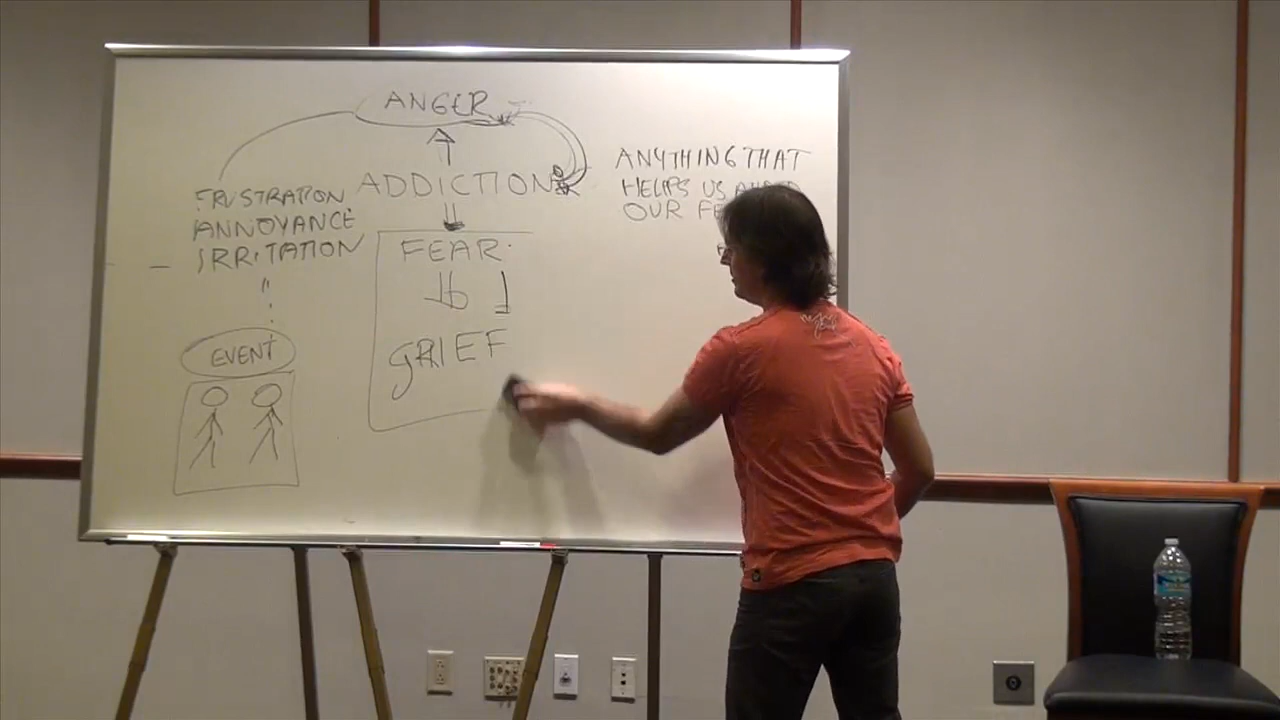 ANGER
ADDICTION
FRUSTRATION
ANNOYANCE
IRRITATION
EVENT
FEAR
GRIEF
ANYTHING THAT
HELPS US
OUR